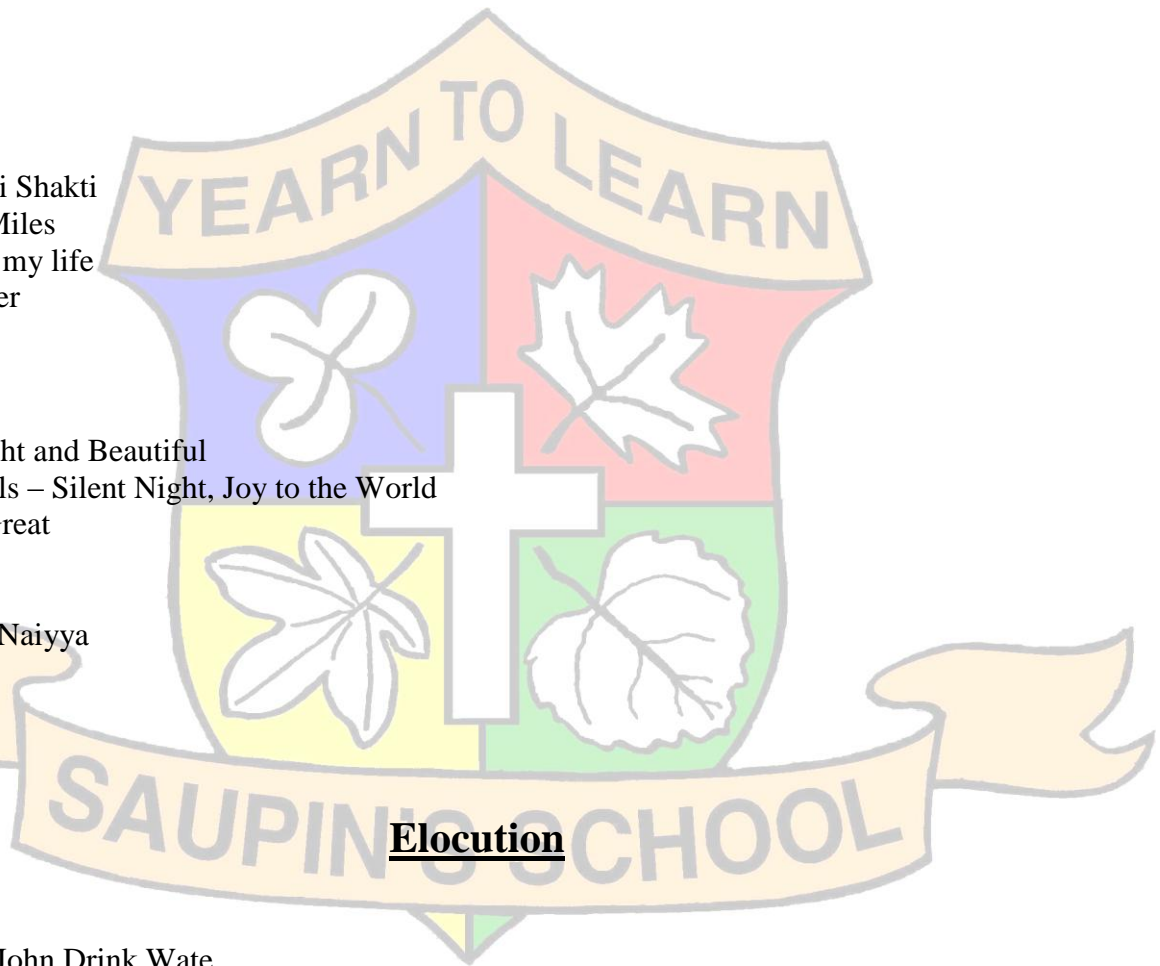 YEARN TO LEARN
i Shakti
Miles
my life
er
ht and Beautiful
ls – Silent Night, Joy to the World
reat
Naiyya
SAUPIN'S SCHOOL
Elocution
John Drink Wate